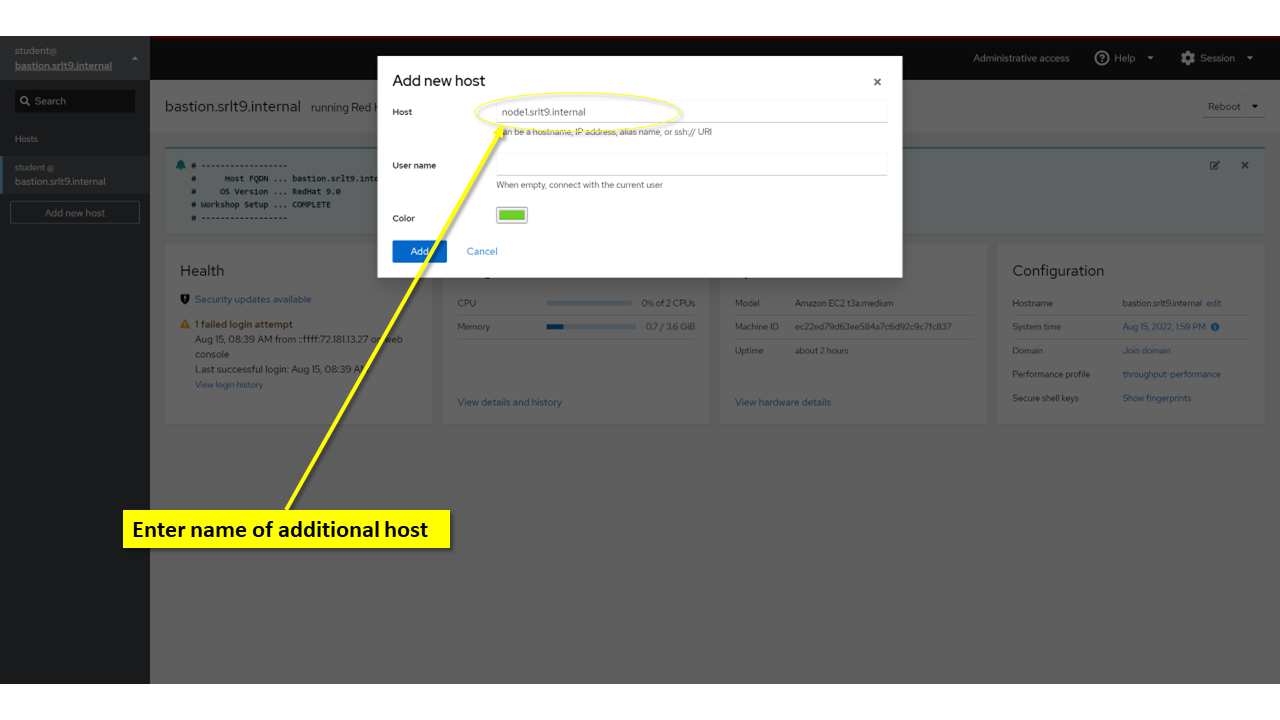 student@
bastion.srlt9.internal
Administrative access
Help
Session
Search
bastion.srlt9.internal running Red H
Reboot
Hosts
student @
bastion.srlt9.internal
Add new host
# ------------------
# Host FQDN ... bastion.srlt9.inte
# OS Version ... RedHat 9.0
# Workshop Setup ... COMPLETE
# ------------------
Add new host
Host
node1.srlt9.internal
an be a hostname, IP address, alias name, or ssh:// URI
User name
When empty, connect with the current user
Color
Add
Cancel
Health
Security updates available
1 failed login attempt
Aug 15, 08:39 AM from ::ffff:72.181.13.27 on web
console
Last successful login: Aug 15, 08:39 AM
View login history
CPU
0% of 2 CPUs
Memory
0.7 / 3.6 GiB
View details and history
Model Amazon EC2 t3a.medium
Machine ID ec22ed79d63ee584a7c6d92c9c7fc837
Uptime about 2 hours
View hardware details
Configuration
Hostname bastion.srlt9.internal edit
System time Aug 15, 2022, 1:59 PM
Domain Join domain
Performance profile throughput-performance
Secure shell keys Show fingerprints
Enter name of additional host